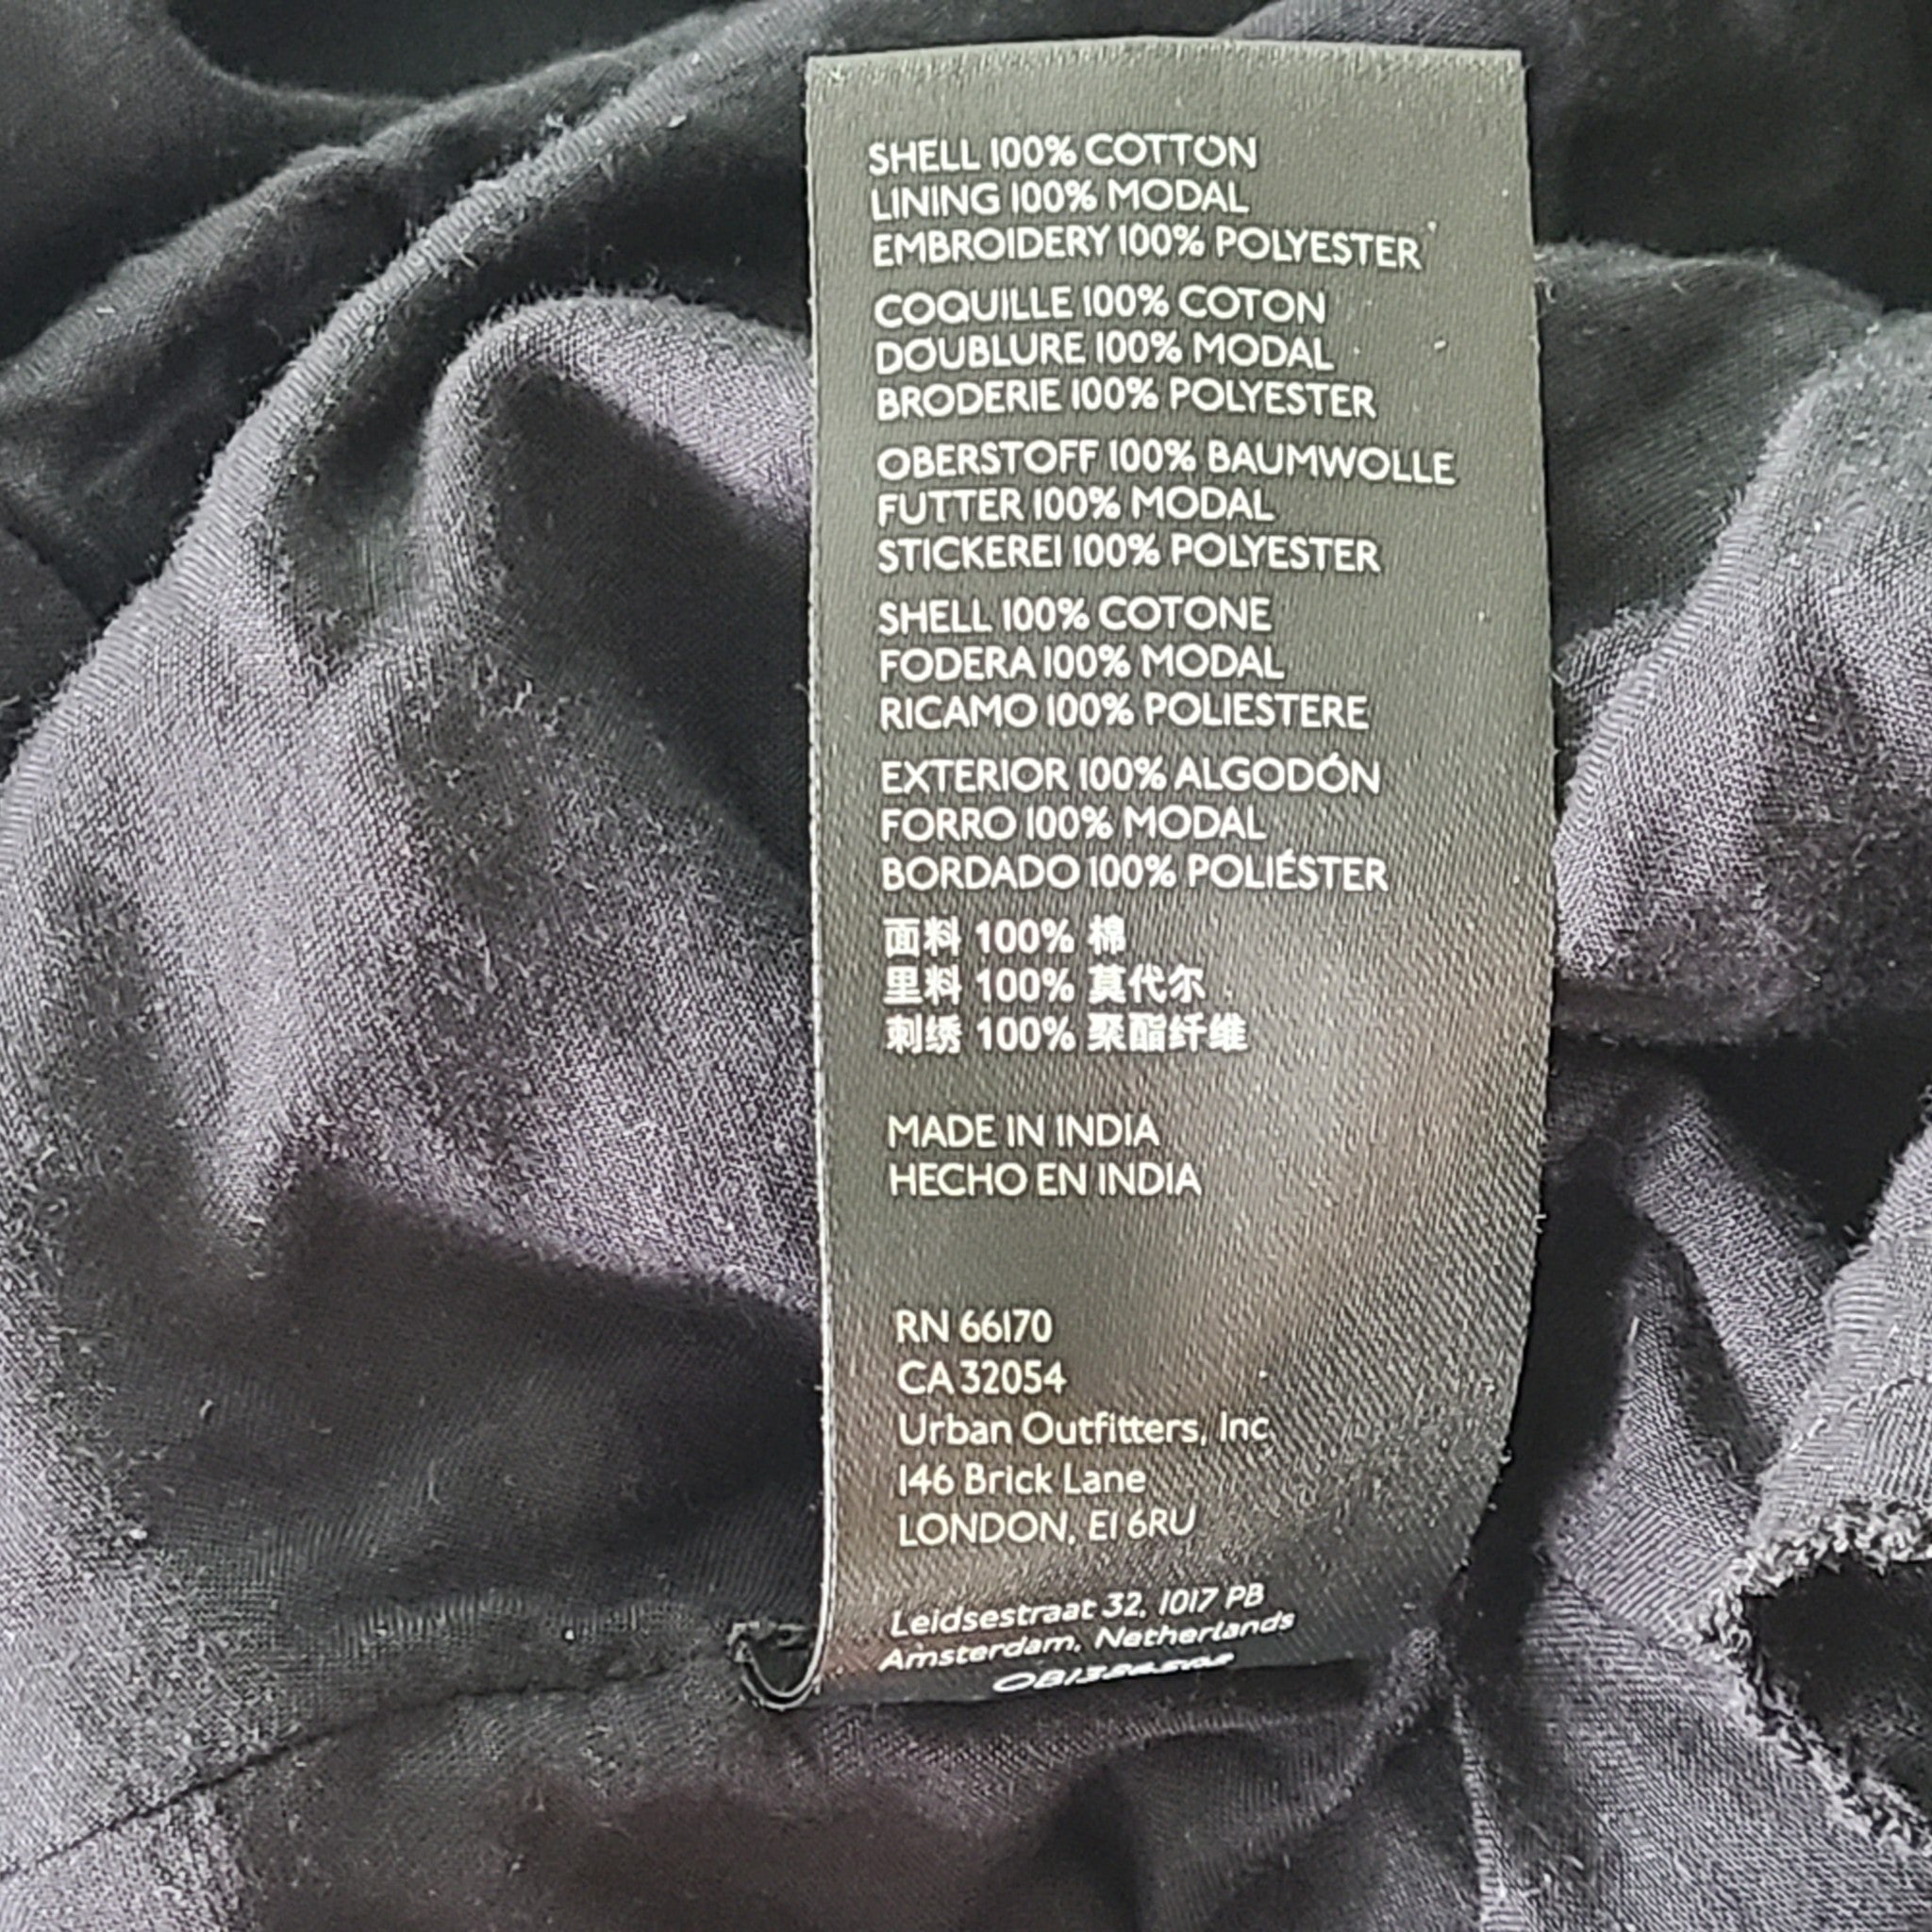 SHELL 100% COTTON
LINING 100% MODAL
EMBROIDERY 100% POLYESTER
COQUILLE 100% COTON
DOUBLURE 100% MODAL
BRODERIE 100% POLYESTER
OBERSTOFF 100% BAUMWOLLE
FUTTER 100% MODAL
STICKEREI 100% POLYESTER
SHELL 100% COTONE
FODERA 100% MODAL
RICAMO 100% POLIESTERE
EXTERIOR 100% ALGODÓN
FORRO 100% MODAL
BORDADO 100% POLIÉSTER
面料 100% 棉
里料 100% 莫代尔
刺绣 100% 聚酯纤维
MADE IN INDIA
HECHO EN INDIA
RN 66170
CA 32054
Urban Outfitters, Inc.
146 Brick Lane
LONDON, E1 6RU
Leidsestraat 32, 1017 PB
Amsterdam, Netherlands